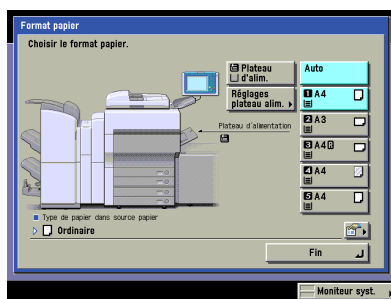 Format papier
Choisir le format papier.
Plateau
d'alim.
Auto
Réglages
plateau alim.
1 A4
2 A3
3 A4R
4 A4
5 A4
Plateau d'alimentation
Type de papier dans source papier
Ordinaire
Fin
Moniteur syst.